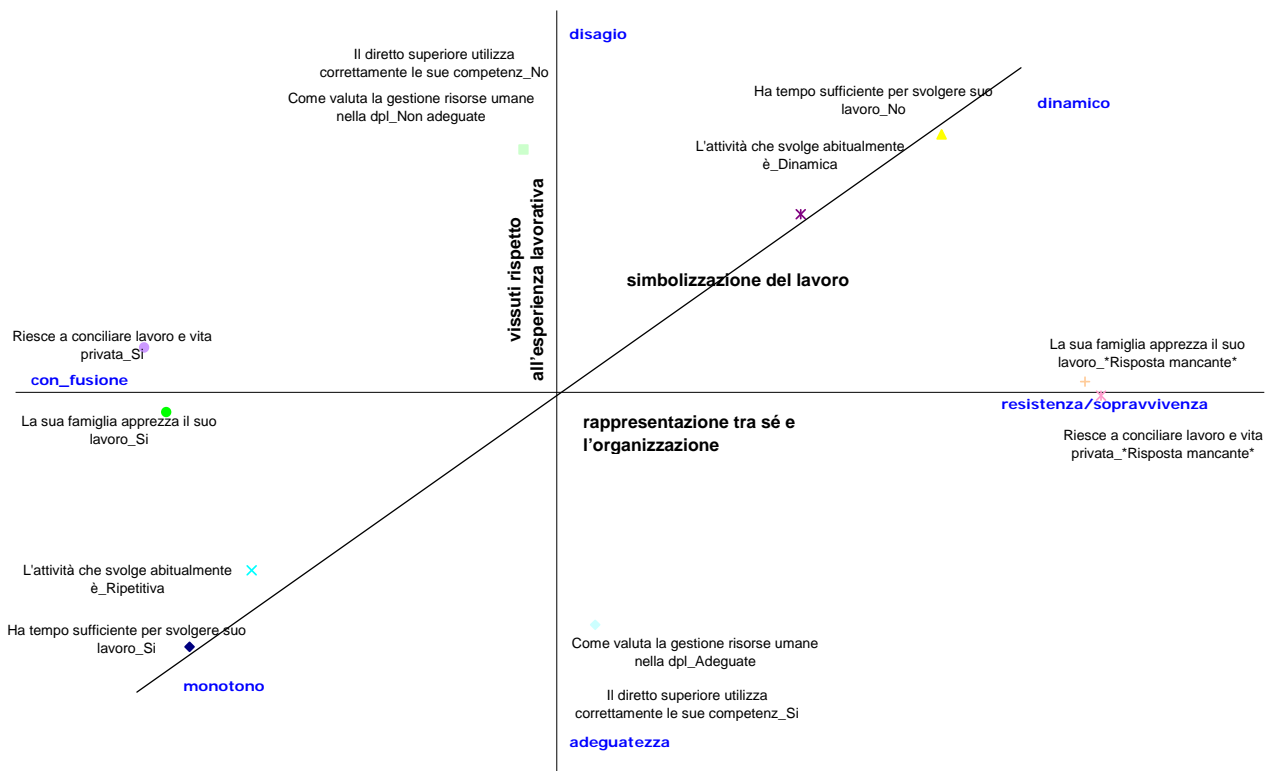 disagio
Il diretto superiore utilizza
correttamente le sue competenz_No
Come valuta la gestione risorse umane
nella dpl_Non adeguate
Ha tempo sufficiente per svolgere suo
lavoro_No
dinamico
L'attività che svolge abitualmente
è_Dinamica
vissuti rispetto
all'esperienza lavorativa
simbolizzazione del lavoro
Riesce a conciliare lavoro e vita
privata_Si
con_fusione
La sua famiglia apprezza il suo
lavoro_Si
La sua famiglia apprezza il suo
lavoro_*Risposta mancante*
resistenza/sopravvivenza
rappresentazione tra sé e
l'organizzazione
Riesce a conciliare lavoro e vita
privata_*Risposta mancante*
L'attività che svolge abitualmente
è_Ripetitiva
Ha tempo sufficiente per svolgere suo
lavoro_Si
monotono
Come valuta la gestione risorse umane
nella dpl_Adeguate
Il diretto superiore utilizza
correttamente le sue competenz_Si
adeguatezza